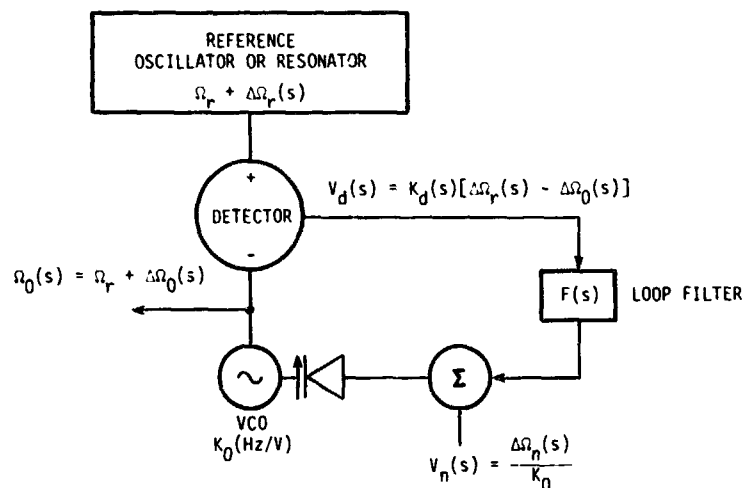 REFERENCE
OSCILLATOR OR RESONATOR
Ω_r + ΔΩ_r(s)
+
DETECTOR
-
V_d(s) = K_d(s)[ΔΩ_r(s) - ΔΩ_0(s)]
Ω_0(s) = Ω_r + ΔΩ_0(s)
F(s)
LOOP FILTER
Σ
~
VCO
K_0(Hz/V)
V_n(s) = ΔΩ_n(s)
K_0